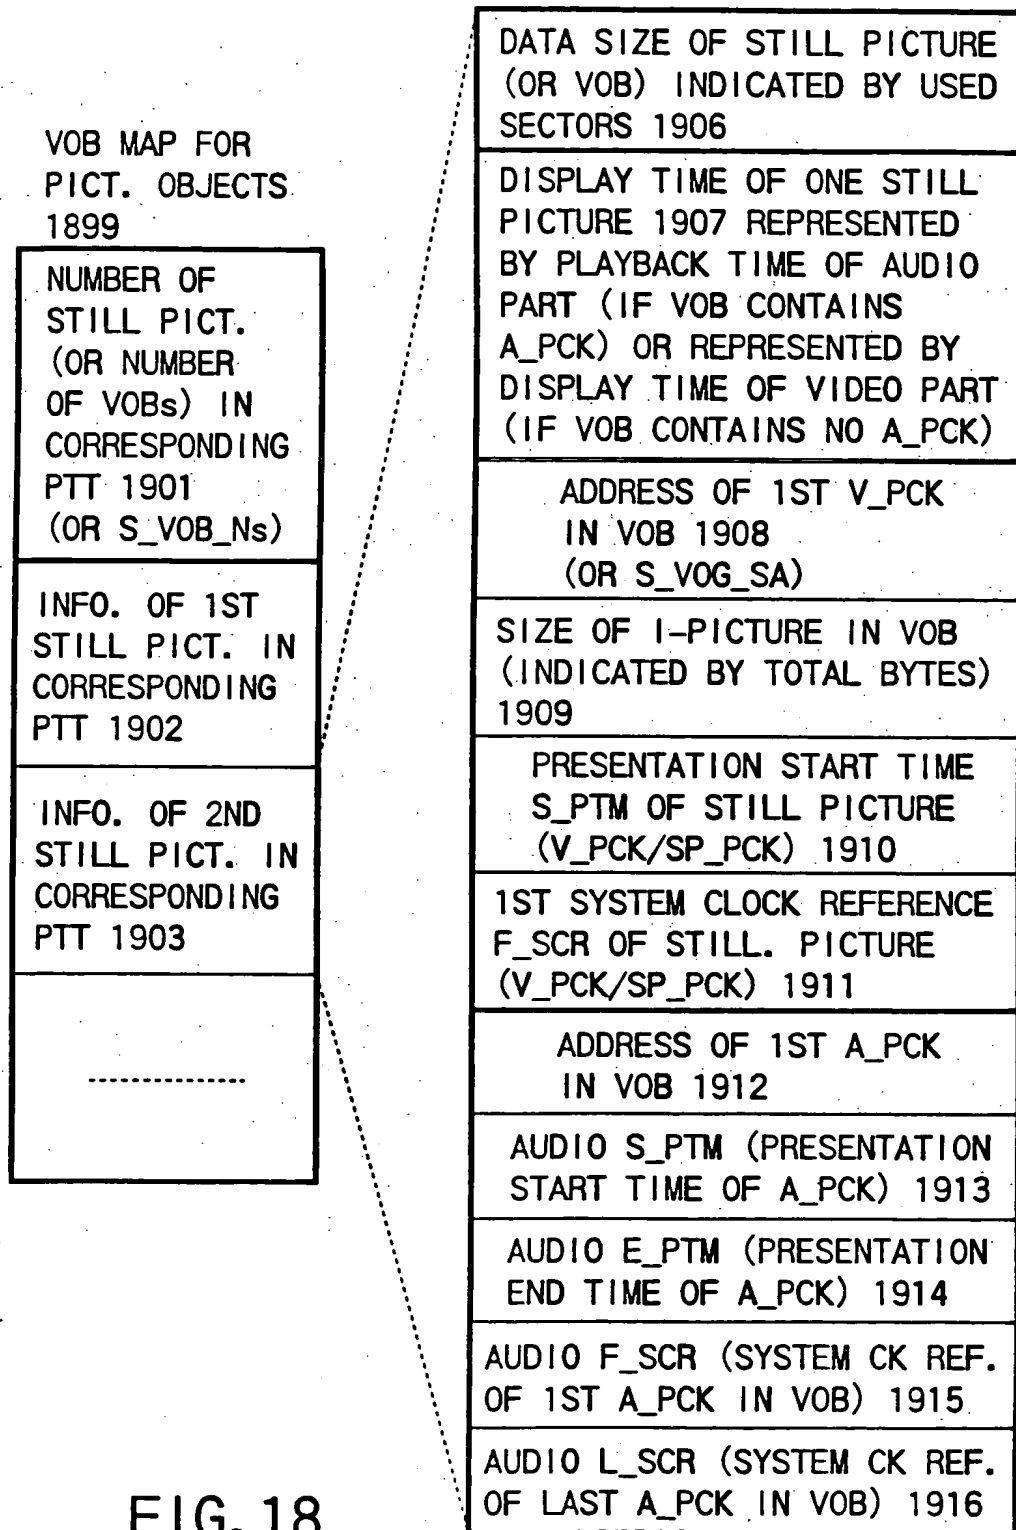 VOB MAP FOR
PICT. OBJECTS
1899
NUMBER OF
STILL PICT.
(OR NUMBER
OF VOBs) IN
CORRESPONDING
PTT 1901
(OR S_VOB_Ns)
INFO. OF 1ST
STILL PICT. IN
CORRESPONDING
PTT 1902
INFO. OF 2ND
STILL PICT. IN
CORRESPONDING
PTT 1903
DATA SIZE OF STILL PICTURE
(OR VOB) INDICATED BY USED
SECTORS 1906
DISPLAY TIME OF ONE STILL
PICTURE 1907 REPRESENTED
BY PLAYBACK TIME OF AUDIO
PART (IF VOB CONTAINS
A_PCK) OR REPRESENTED BY
DISPLAY TIME OF VIDEO PART
(IF VOB CONTAINS NO A_PCK)
ADDRESS OF 1ST V_PCK
IN VOB 1908
(OR S_VOG_SA)
SIZE OF I-PICTURE IN VOB
(INDICATED BY TOTAL BYTES)
1909
PRESENTATION START TIME
S_PTM OF STILL PICTURE
(V_PCK/SP_PCK) 1910
1ST SYSTEM CLOCK REFERENCE
F_SCR OF STILL. PICTURE
(V_PCK/SP_PCK) 1911
ADDRESS OF 1ST A_PCK
IN VOB 1912
AUDIO S_PTM (PRESENTATION
START TIME OF A_PCK) 1913
AUDIO E_PTM (PRESENTATION
END TIME OF A_PCK) 1914
AUDIO F_SCR (SYSTEM CK REF.
OF 1ST A_PCK IN VOB) 1915
AUDIO L_SCR (SYSTEM CK REF.
OF LAST A_PCK IN VOB) 1916
FIG. 18